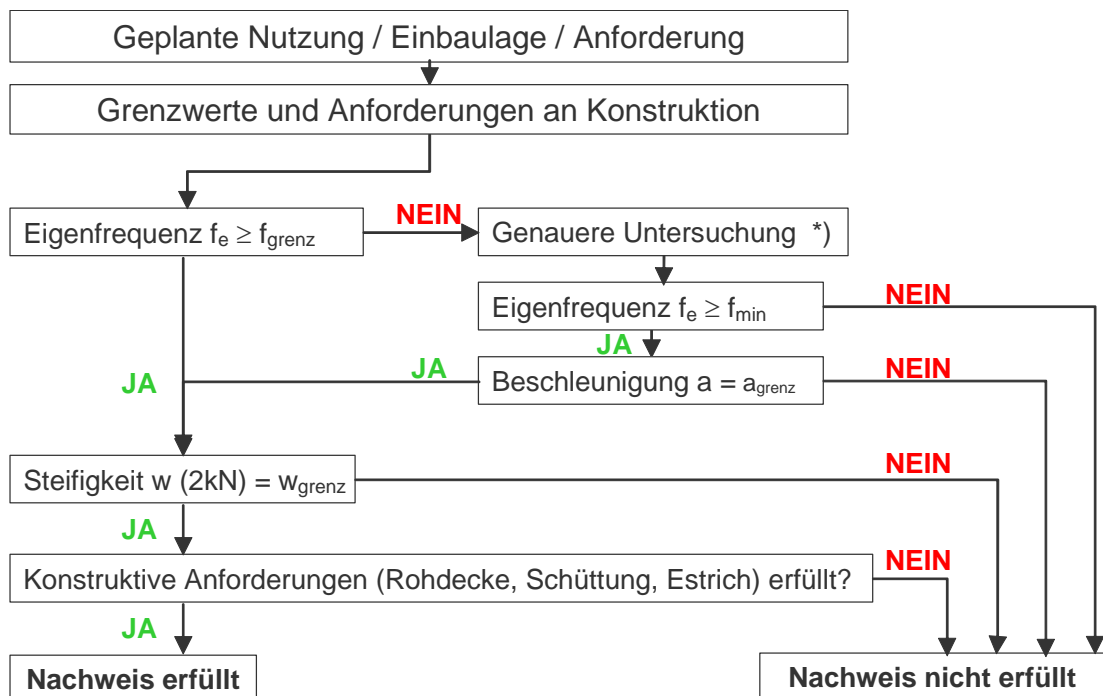 Geplante Nutzung / Einbaulage / Anforderung
Grenzwerte und Anforderungen an Konstruktion
Eigenfrequenz fe ≥ fgrenz
NEIN
Genauere Untersuchung *)
Eigenfrequenz fe ≥ fmin
NEIN
JA
JA
JA
Beschleunigung a = agrenz
NEIN
Steifigkeit w (2kN) = wgrenz
NEIN
JA
Konstruktive Anforderungen (Rohdecke, Schüttung, Estrich) erfüllt?
NEIN
JA
Nachweis erfüllt
Nachweis nicht erfüllt